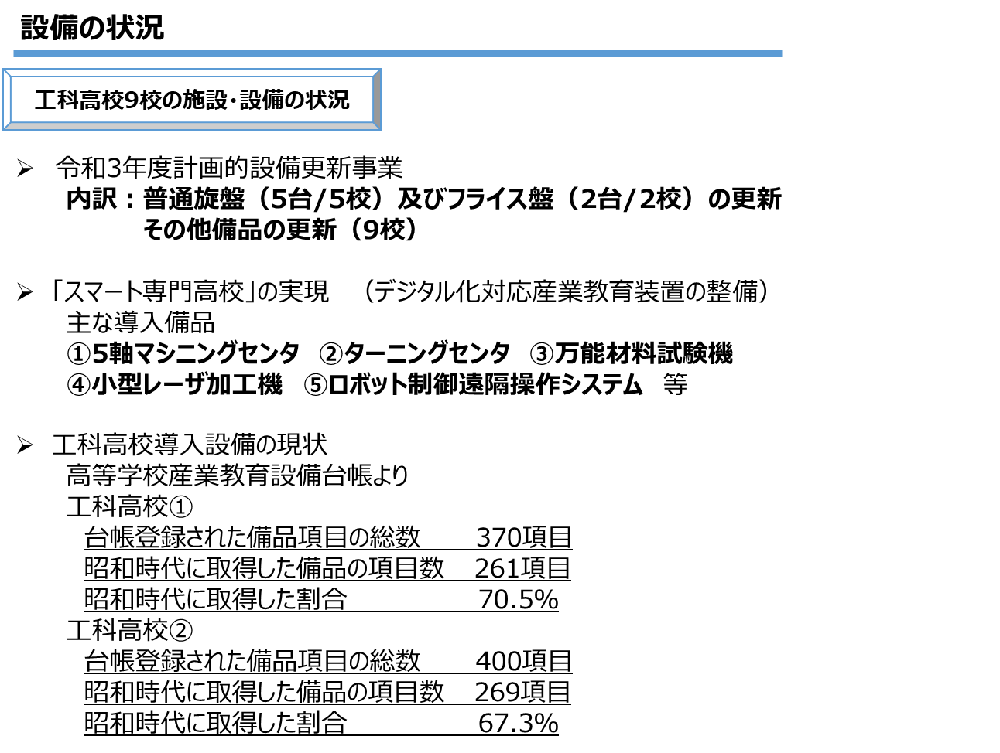 設備の状況
工科高校9校の施設・設備の状況
➢ 令和3年度計画的設備更新事業
内訳：普通旋盤（5台/5校）及びフライス盤（2台/2校）の更新
その他備品の更新（9校）
➢ 「スマート専門高校」の実現　（デジタル化対応産業教育装置の整備）
主な導入備品
①5軸マシニングセンタ　②ターニングセンタ　③万能材料試験機
④小型レーザ加工機　⑤ロボット制御遠隔操作システム　等
➢ 工科高校導入設備の現状
高等学校産業教育設備台帳より
工科高校①
台帳登録された備品項目の総数　　370項目
昭和時代に取得した備品の項目数　261項目
昭和時代に取得した割合　　　　　70.5%
工科高校②
台帳登録された備品項目の総数　　400項目
昭和時代に取得した備品の項目数　269項目
昭和時代に取得した割合　　　　　67.3%